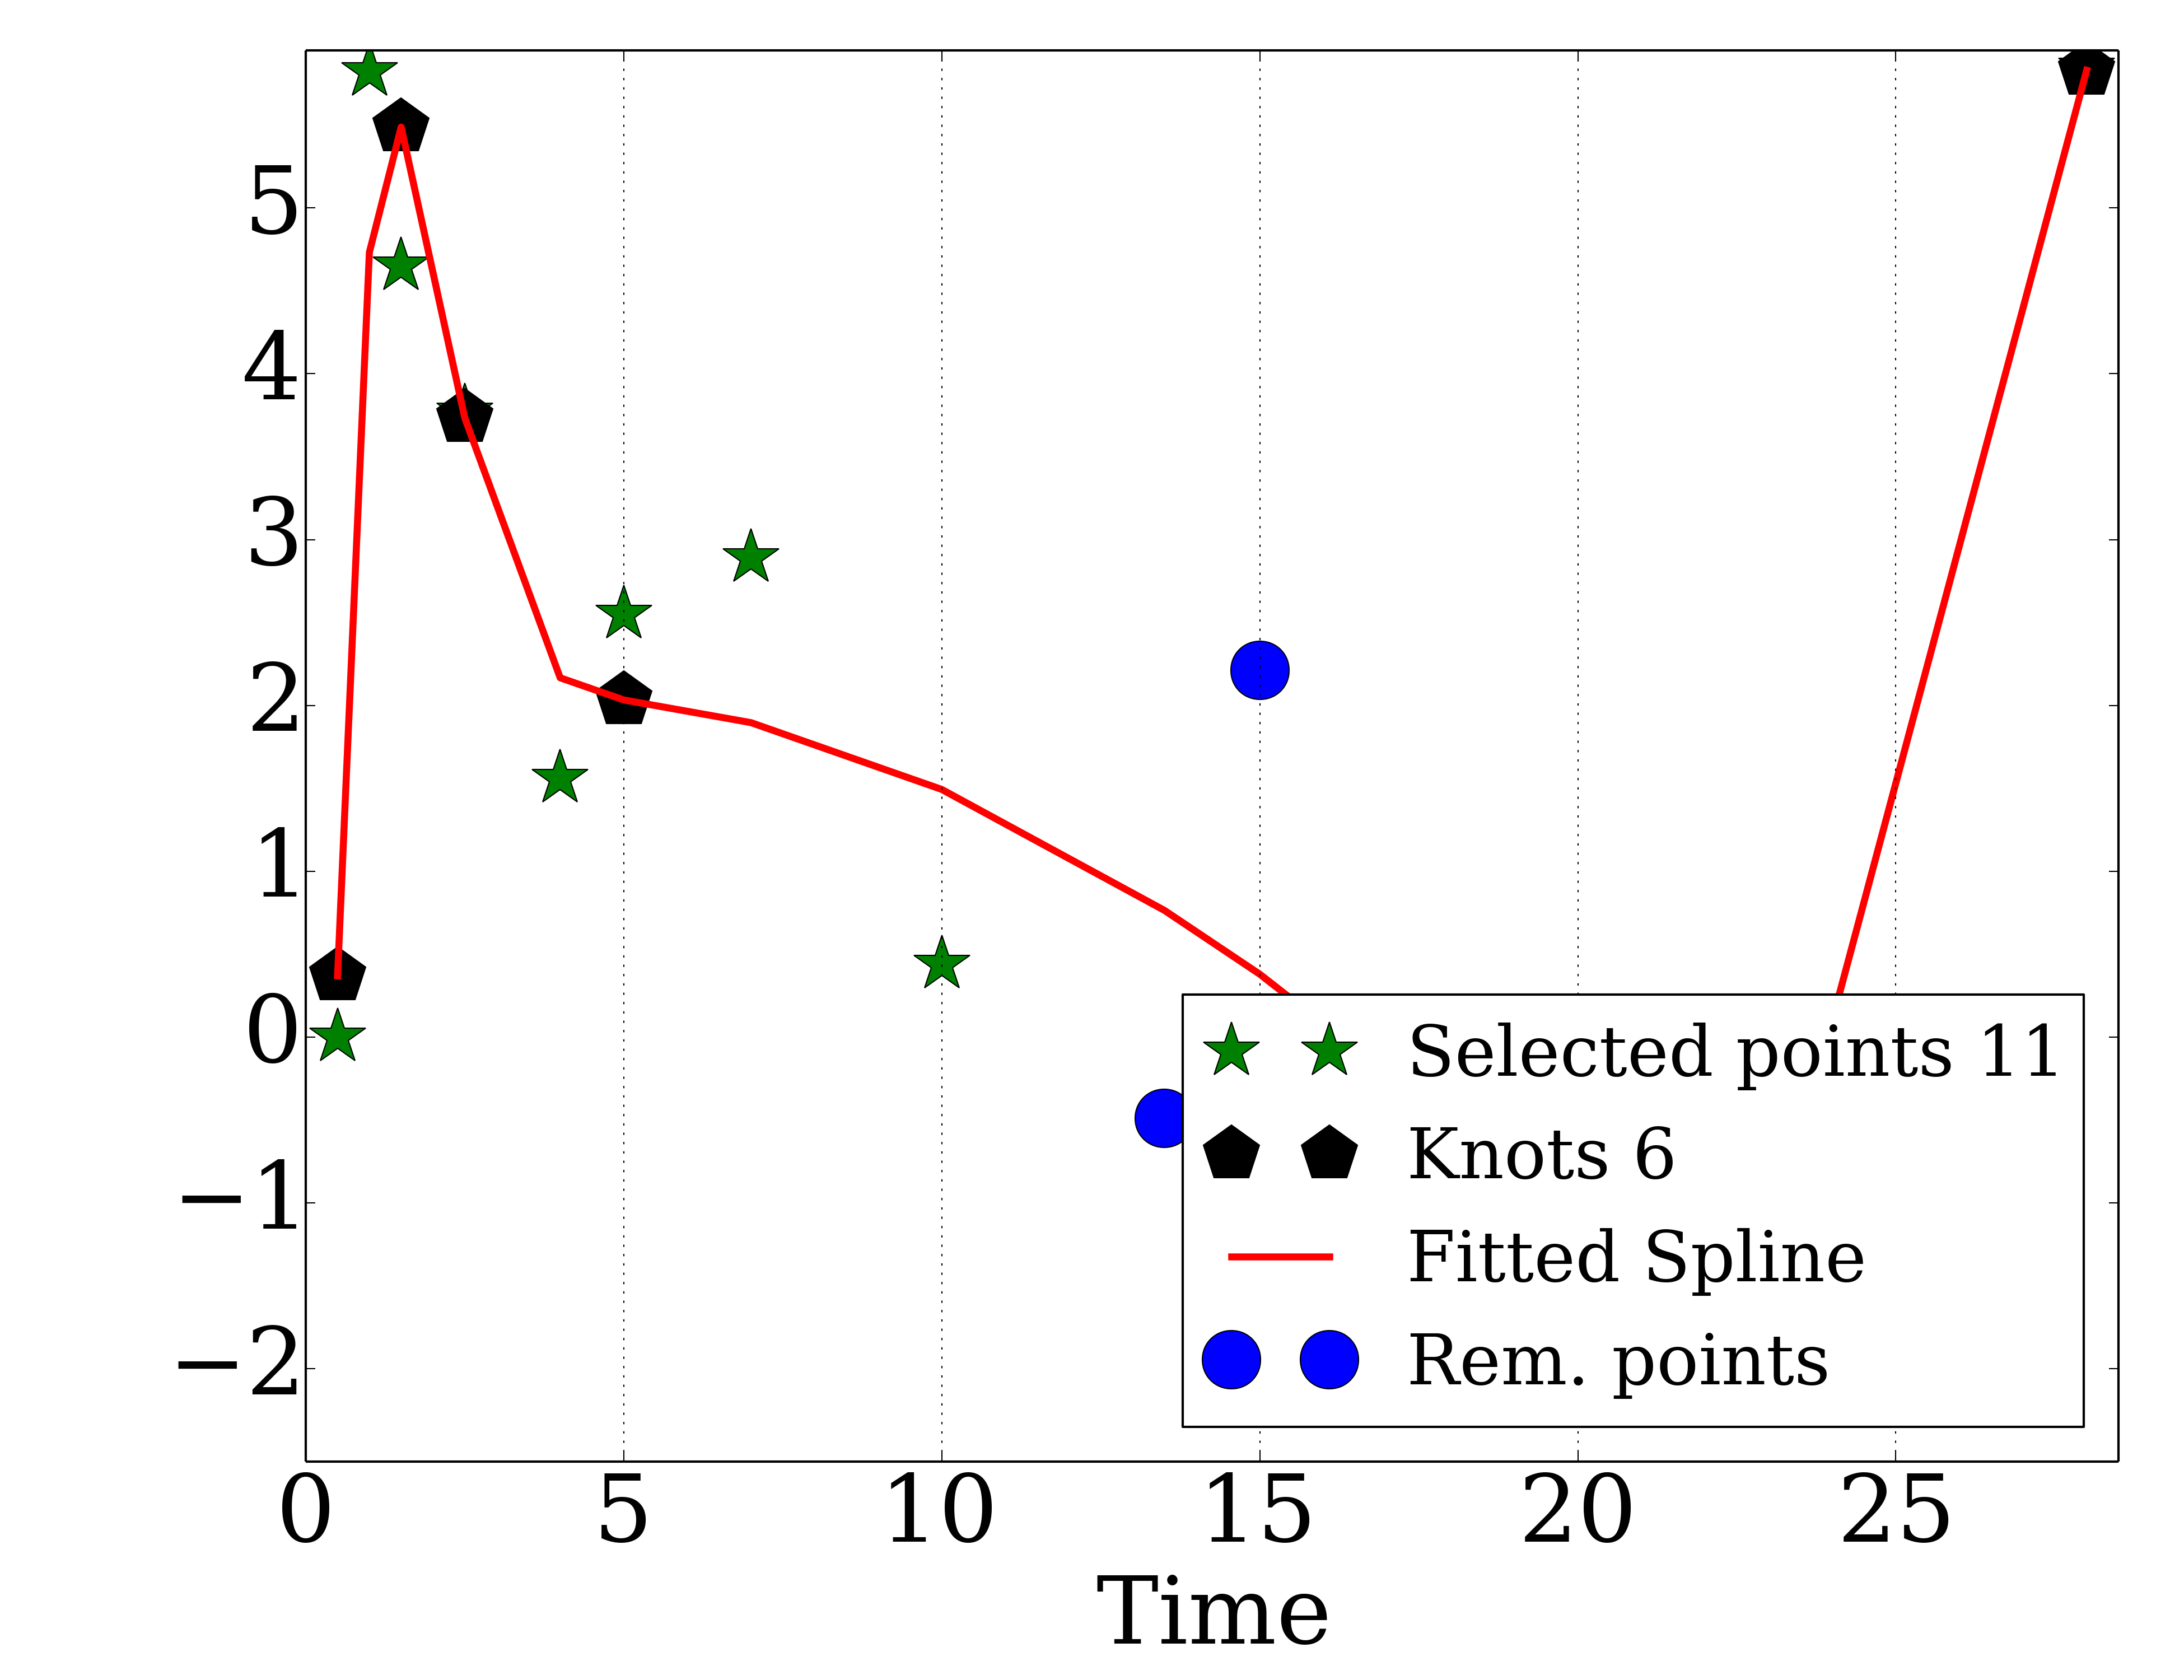 5
4
3
2
1
0
−1
−2
Selected points 11
Knots 6
Fitted Spline
Rem. points
0 5 10 15 20 25
Time